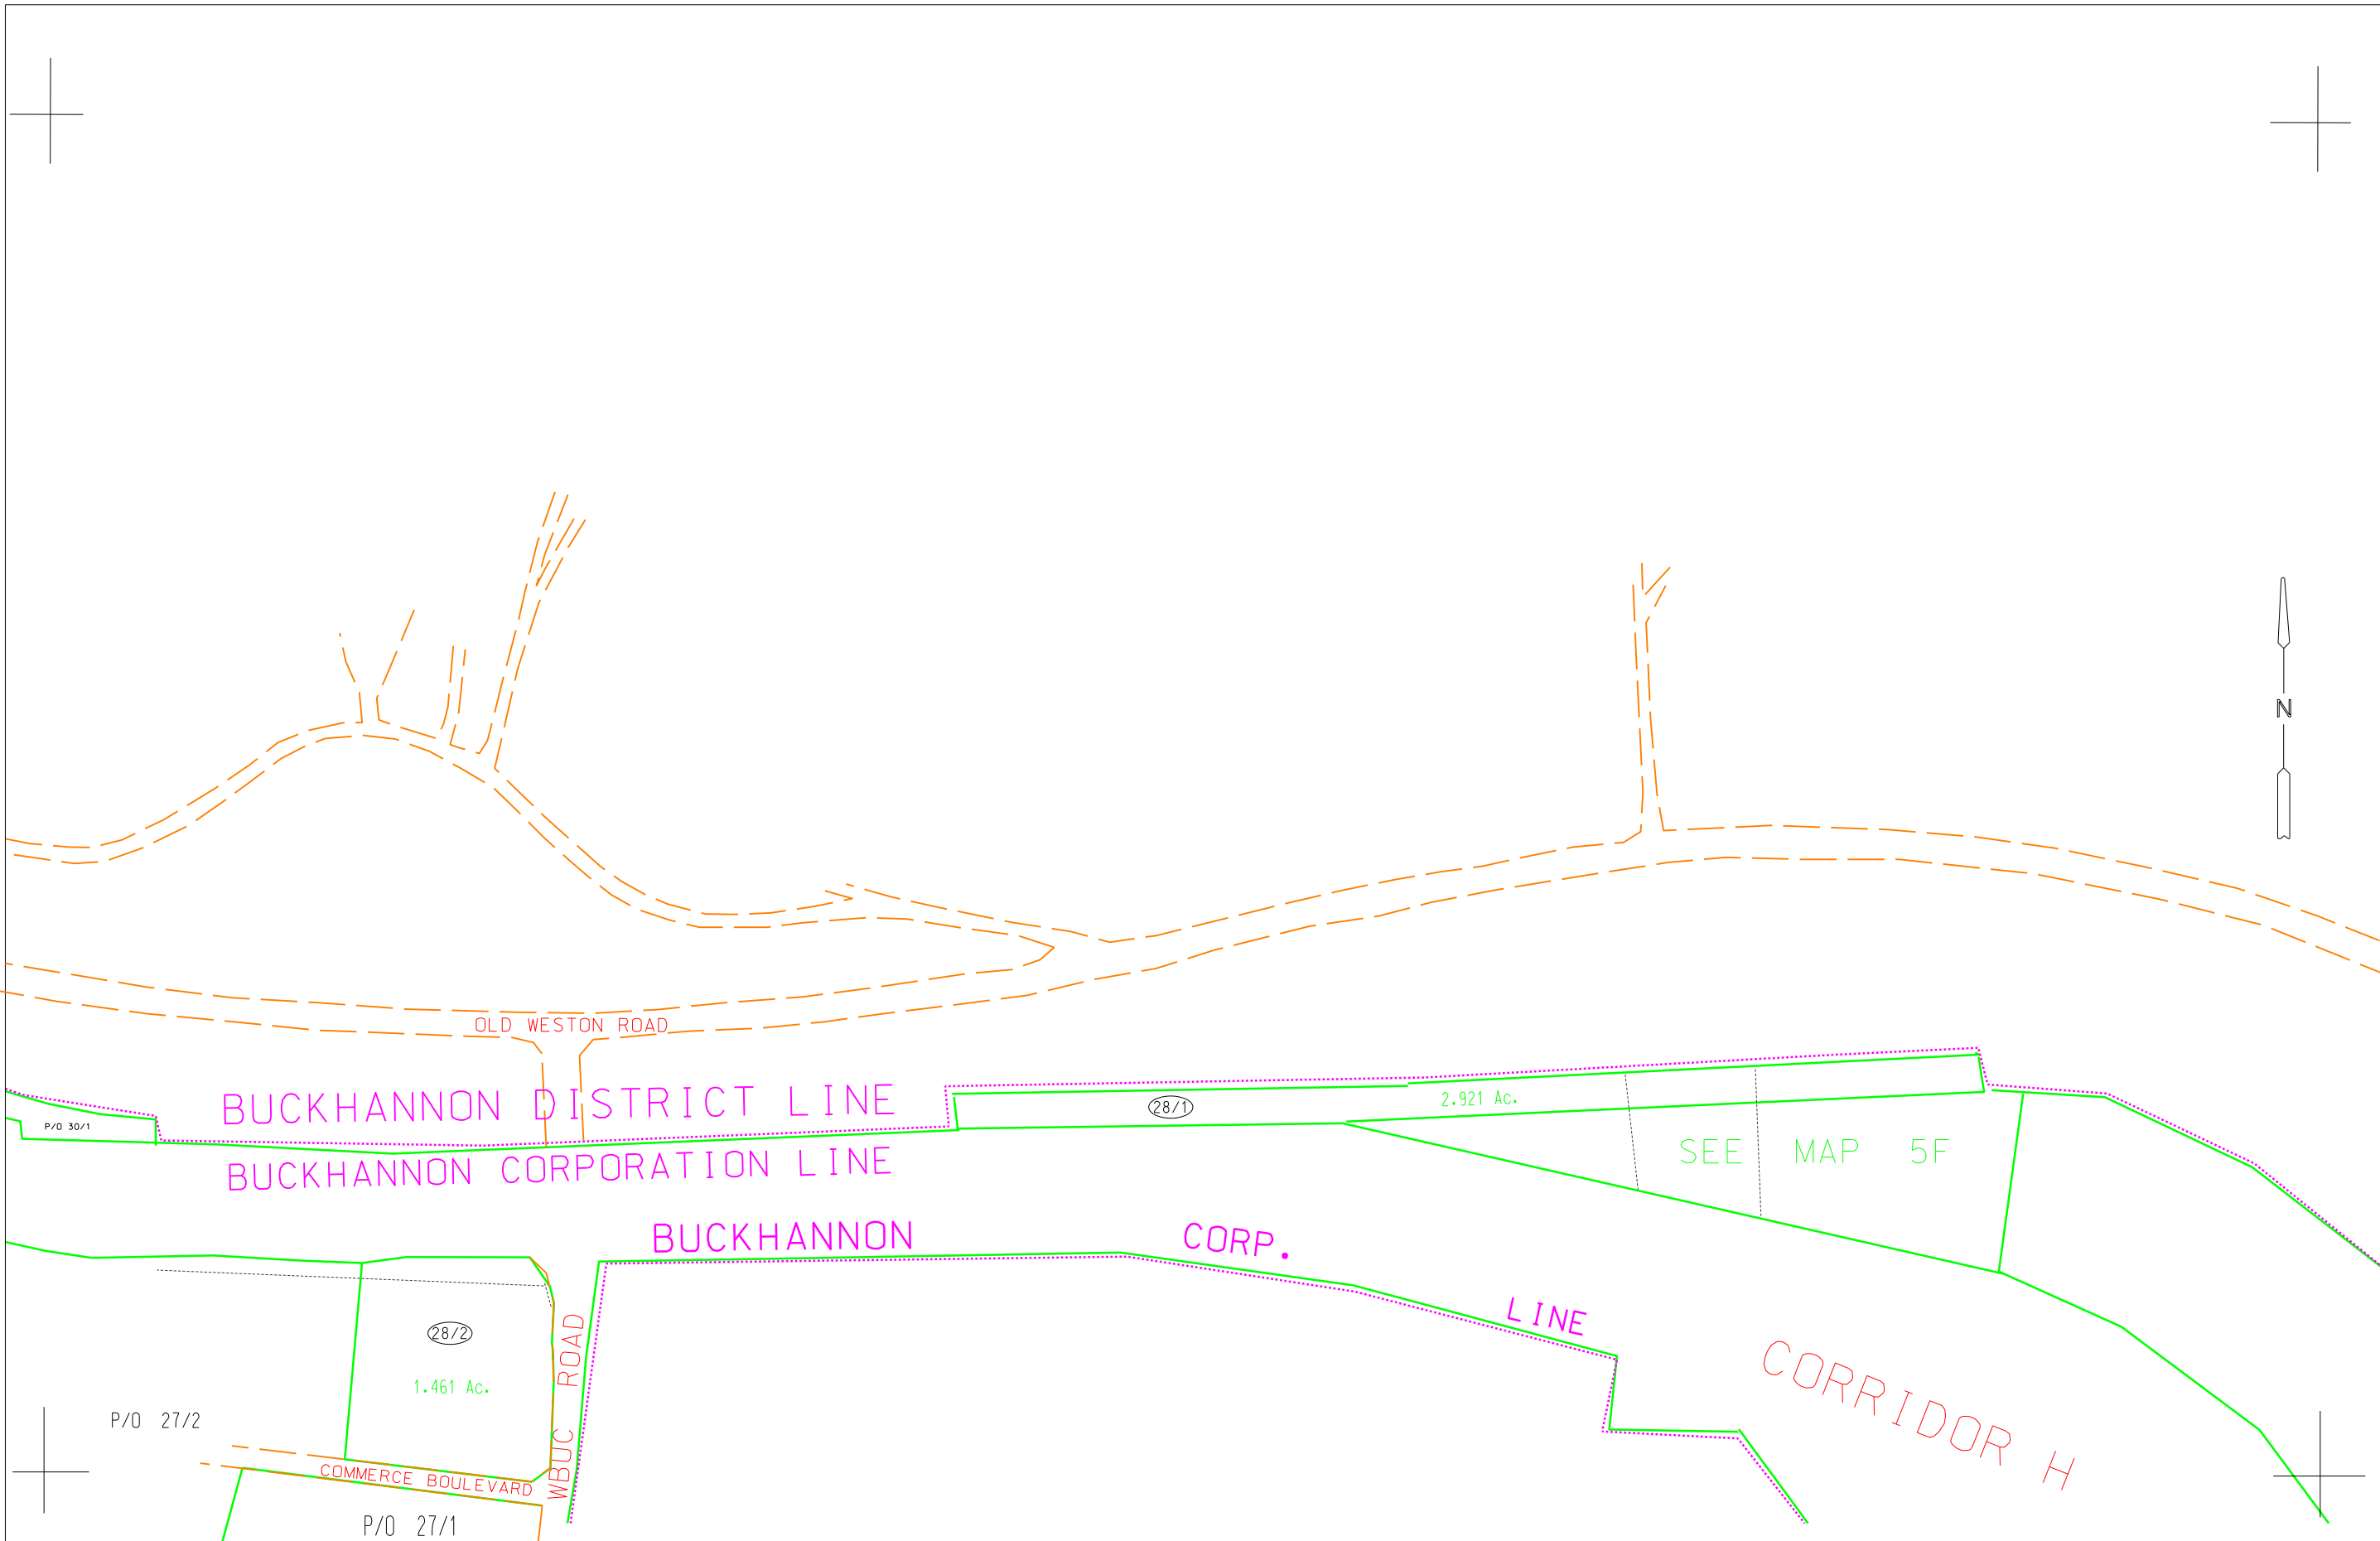 N
OLD WESTON ROAD
BUCKHANNON DISTRICT LINE
28/1
2.921 Ac.
P/O 30/1
SEE MAP 5F
BUCKHANNON CORPORATION LINE
BUCKHANNON CORP. LINE
28/2
1.461 Ac.
WBUC ROAD
CORRIDOR H
P/O 27/2
COMMERCE BOULEVARD
P/O 27/1